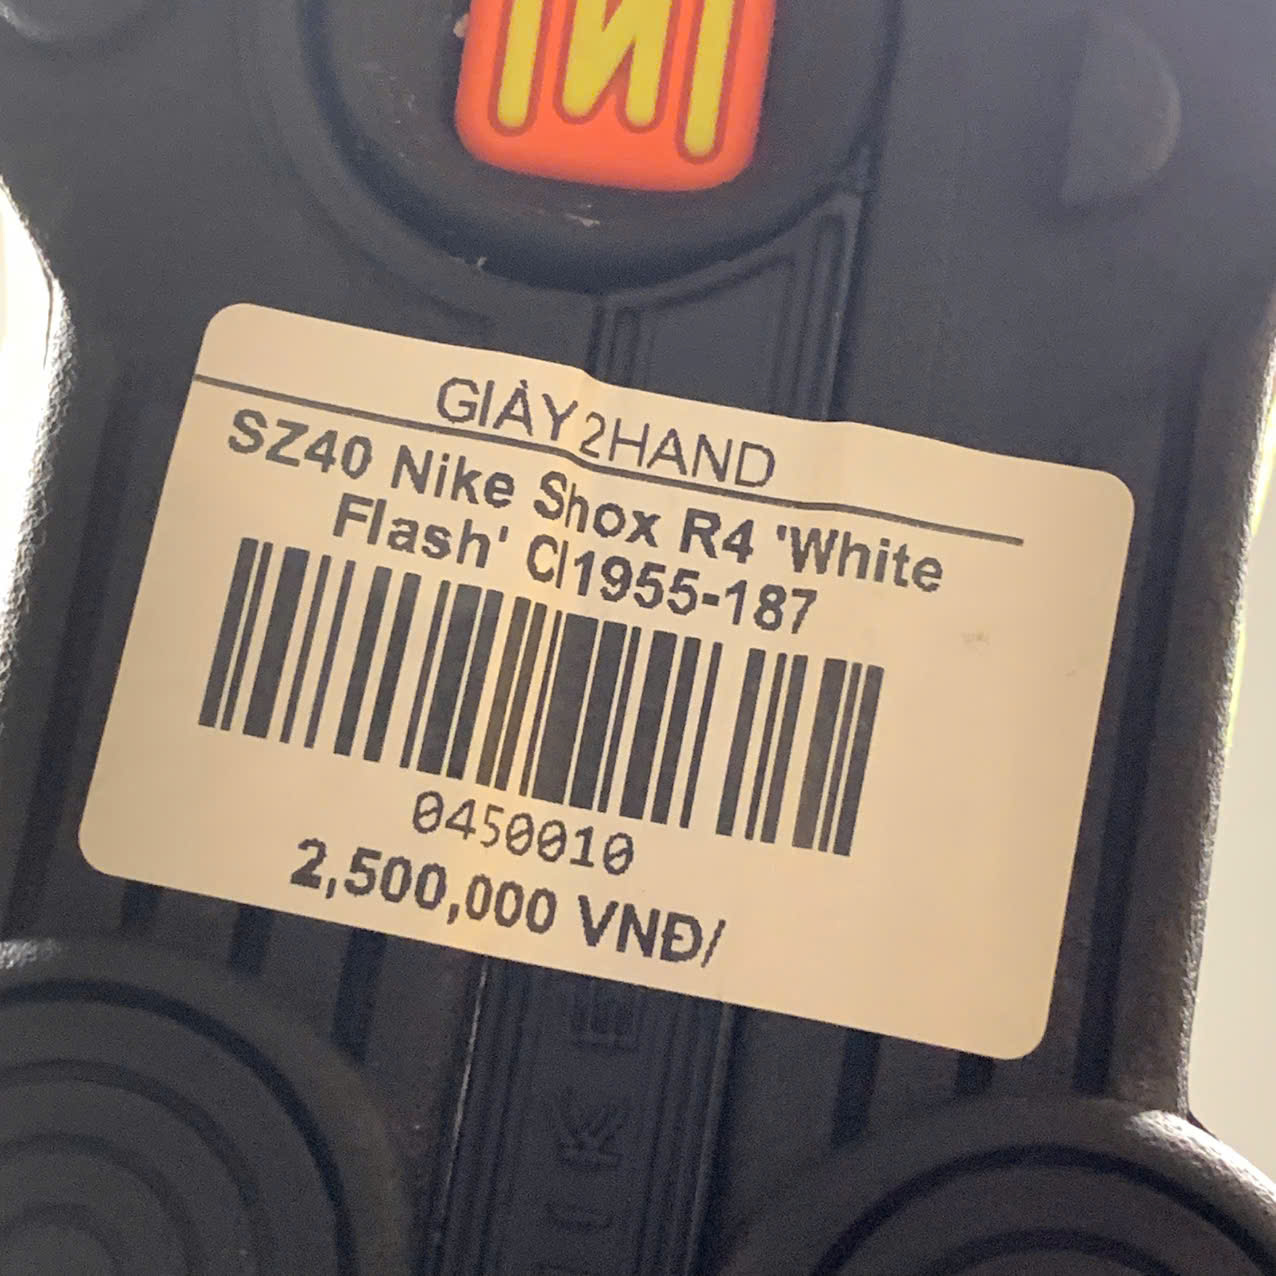 GIÀY2HAND
SZ40 Nike Shox R4 'White
Flash' CI1955-187
0450010
2,500,000 VNĐ/